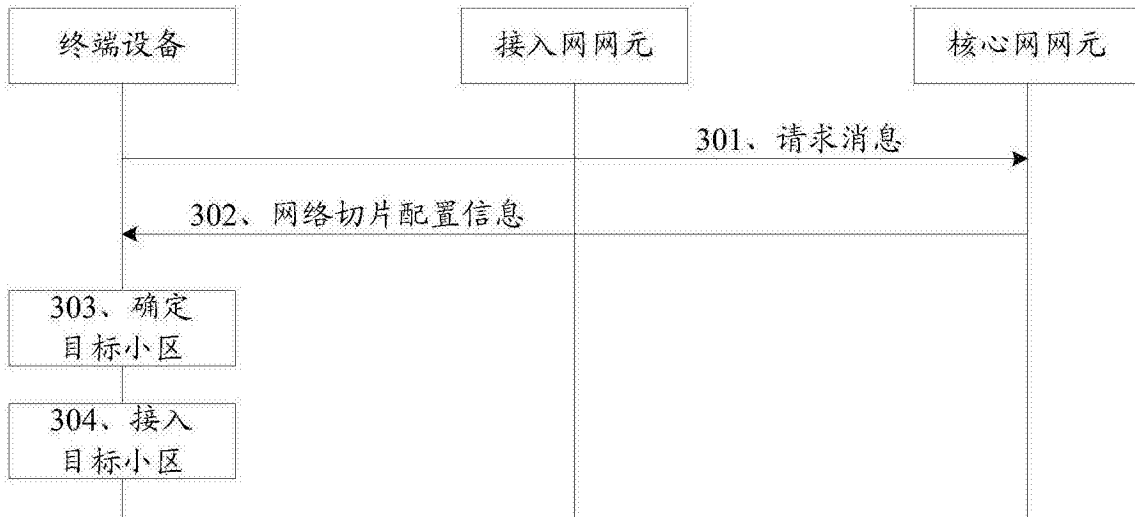 终端设备
接入网网元
核心网网元
301、请求消息
302、网络切片配置信息
303、确定
目标小区
304、接入
目标小区